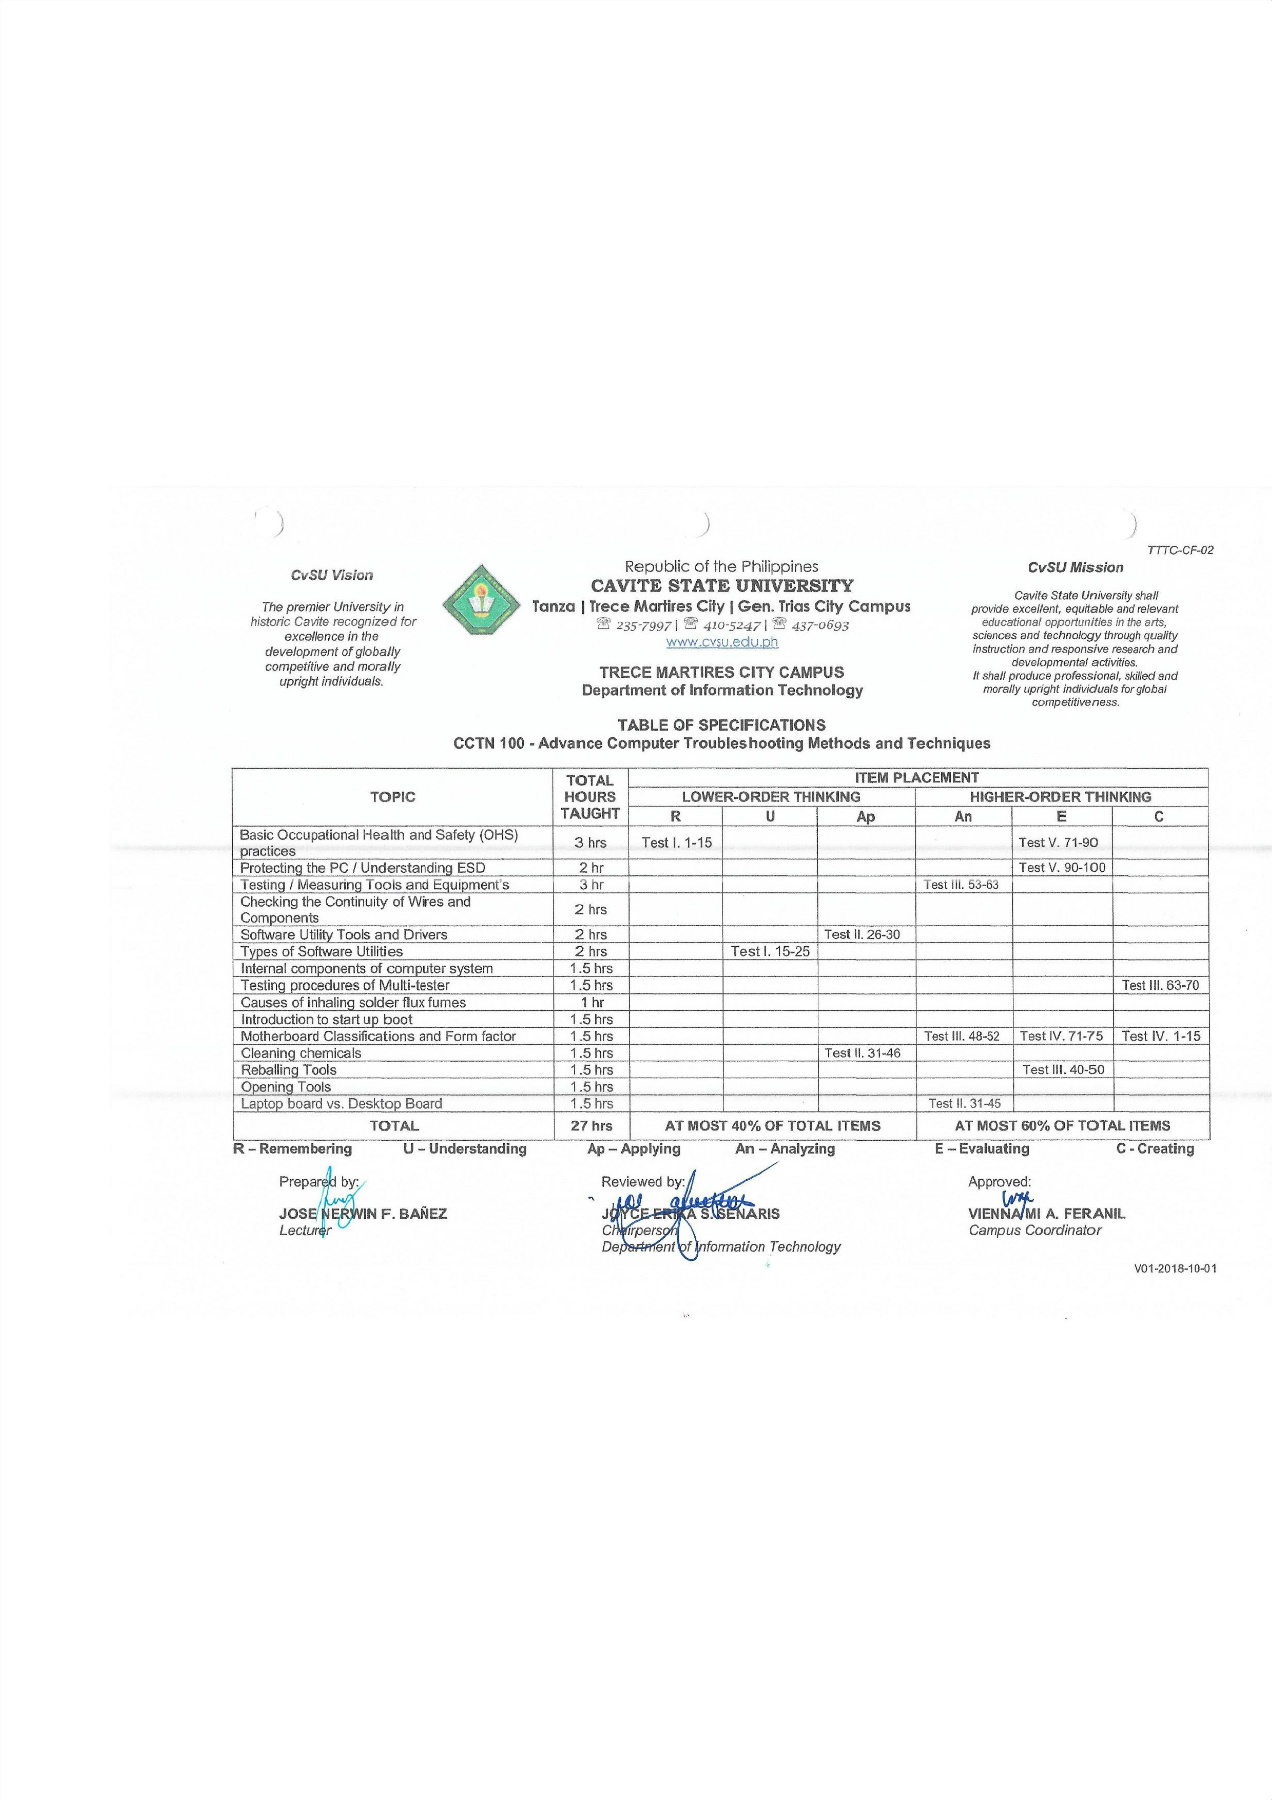 TTTC-CF-02
CvSU Vision
The premier University in
historic Cavite recognized for
excellence in the
development of globally
competitive and morally
upright individuals.
Republic of the Philippines
CAVITE STATE UNIVERSITY
Tanza | Trece Martires City | Gen. Trias City Campus
☏ 235-7997 | ☏ 410-5247 | ☏ 437-0693
www.cvsu.edu.ph
TRECE MARTIRES CITY CAMPUS
Department of Information Technology
CvSU Mission
Cavite State University shall
provide excellent, equitable and relevant
educational opportunities in the arts,
sciences and technology through quality
instruction and responsive research and
developmental activities.
It shall produce professional, skilled and
morally upright individuals for global
competitiveness.
TABLE OF SPECIFICATIONS
CCTN 100 - Advance Computer Troubleshooting Methods and Techniques
TOPIC TOTAL HOURS TAUGHT ITEM PLACEMENT
LOWER-ORDER THINKING HIGHER-ORDER THINKING
R U Ap An E C
Basic Occupational Health and Safety (OHS)
practices 3 hrs Test I. 1-15 Test V. 71-90
Protecting the PC / Understanding ESD 2 hr Test V. 90-100
Testing / Measuring Tools and Equipment's 3 hr Test III. 53-63
Checking the Continuity of Wires and
Components 2 hrs
Software Utility Tools and Drivers 2 hrs Test II. 26-30
Types of Software Utilities 2 hrs Test I. 15-25
Internal components of computer system 1.5 hrs
Testing procedures of Multi-tester 1.5 hrs Test III. 63-70
Causes of inhaling solder flux fumes 1 hr
Introduction to start up boot 1.5 hrs
Motherboard Classifications and Form factor 1.5 hrs Test III. 48-52 Test IV. 71-75 Test IV. 1-15
Cleaning chemicals 1.5 hrs Test II. 31-46
Reballing Tools 1.5 hrs Test III. 40-50
Opening Tools 1.5 hrs
Laptop board vs. Desktop Board 1.5 hrs Test II. 31-45
TOTAL 27 hrs AT MOST 40% OF TOTAL ITEMS AT MOST 60% OF TOTAL ITEMS
R – Remembering U – Understanding Ap – Applying An – Analyzing E – Evaluating C - Creating
Prepared by: Reviewed by: Approved:
JOSE NERWIN F. BAÑEZ JOYCE ERIKA S. SENARIS VIENNA MI A. FERANIL
Lecturer Chairperson Campus Coordinator
Department of Information Technology
V01-2018-10-01